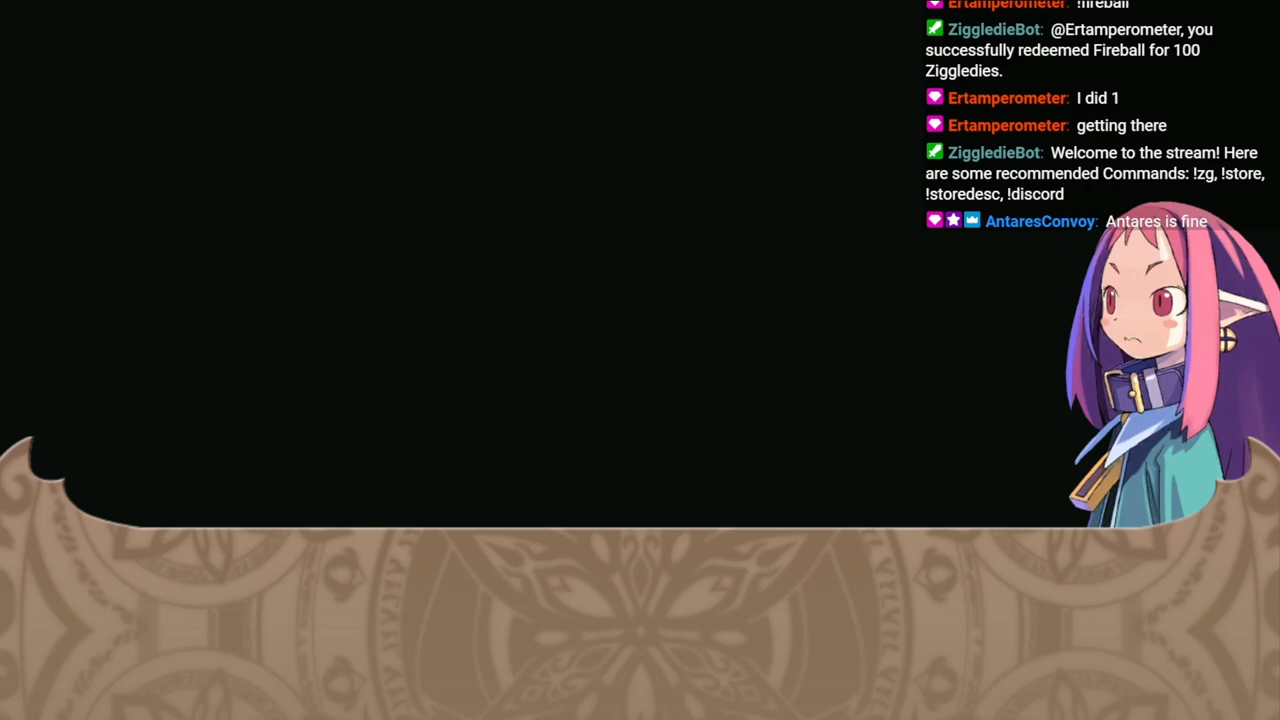 Ertamperometer: !fireball
ZiggledieBot: @Ertamperometer, you
successfully redeemed Fireball for 100
Ziggledies.
Ertamperometer: I did 1
Ertamperometer: getting there
ZiggledieBot: Welcome to the stream! Here
are some recommended Commands: !zg, !store,
!storedesc, !discord
AntaresConvoy: Antares is fine